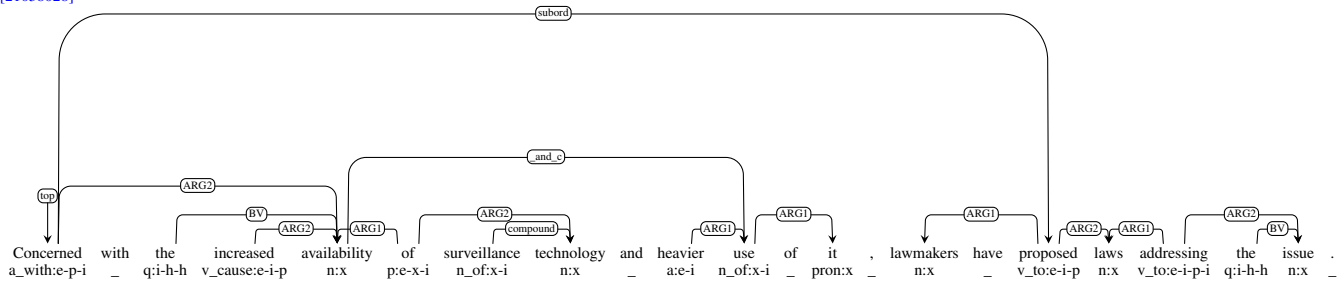 subord
_and_c
top
ARG2
BV
ARG2
ARG1
ARG2
compound
ARG1
ARG1
ARG1
ARG2
ARG1
ARG2
BV
Concerned with the increased availability of surveillance technology and heavier use of it , lawmakers have proposed laws addressing the issue .
a_with:e-p-i _ q:i-h-h v_cause:e-i-p n:x p:e-x-i n_of:x-i n:x _ a:e-i n_of:x-i _ pron:x _ n:x _ v_to:e-i-p n:x v_to:e-i-p-i q:i-h-h n:x _